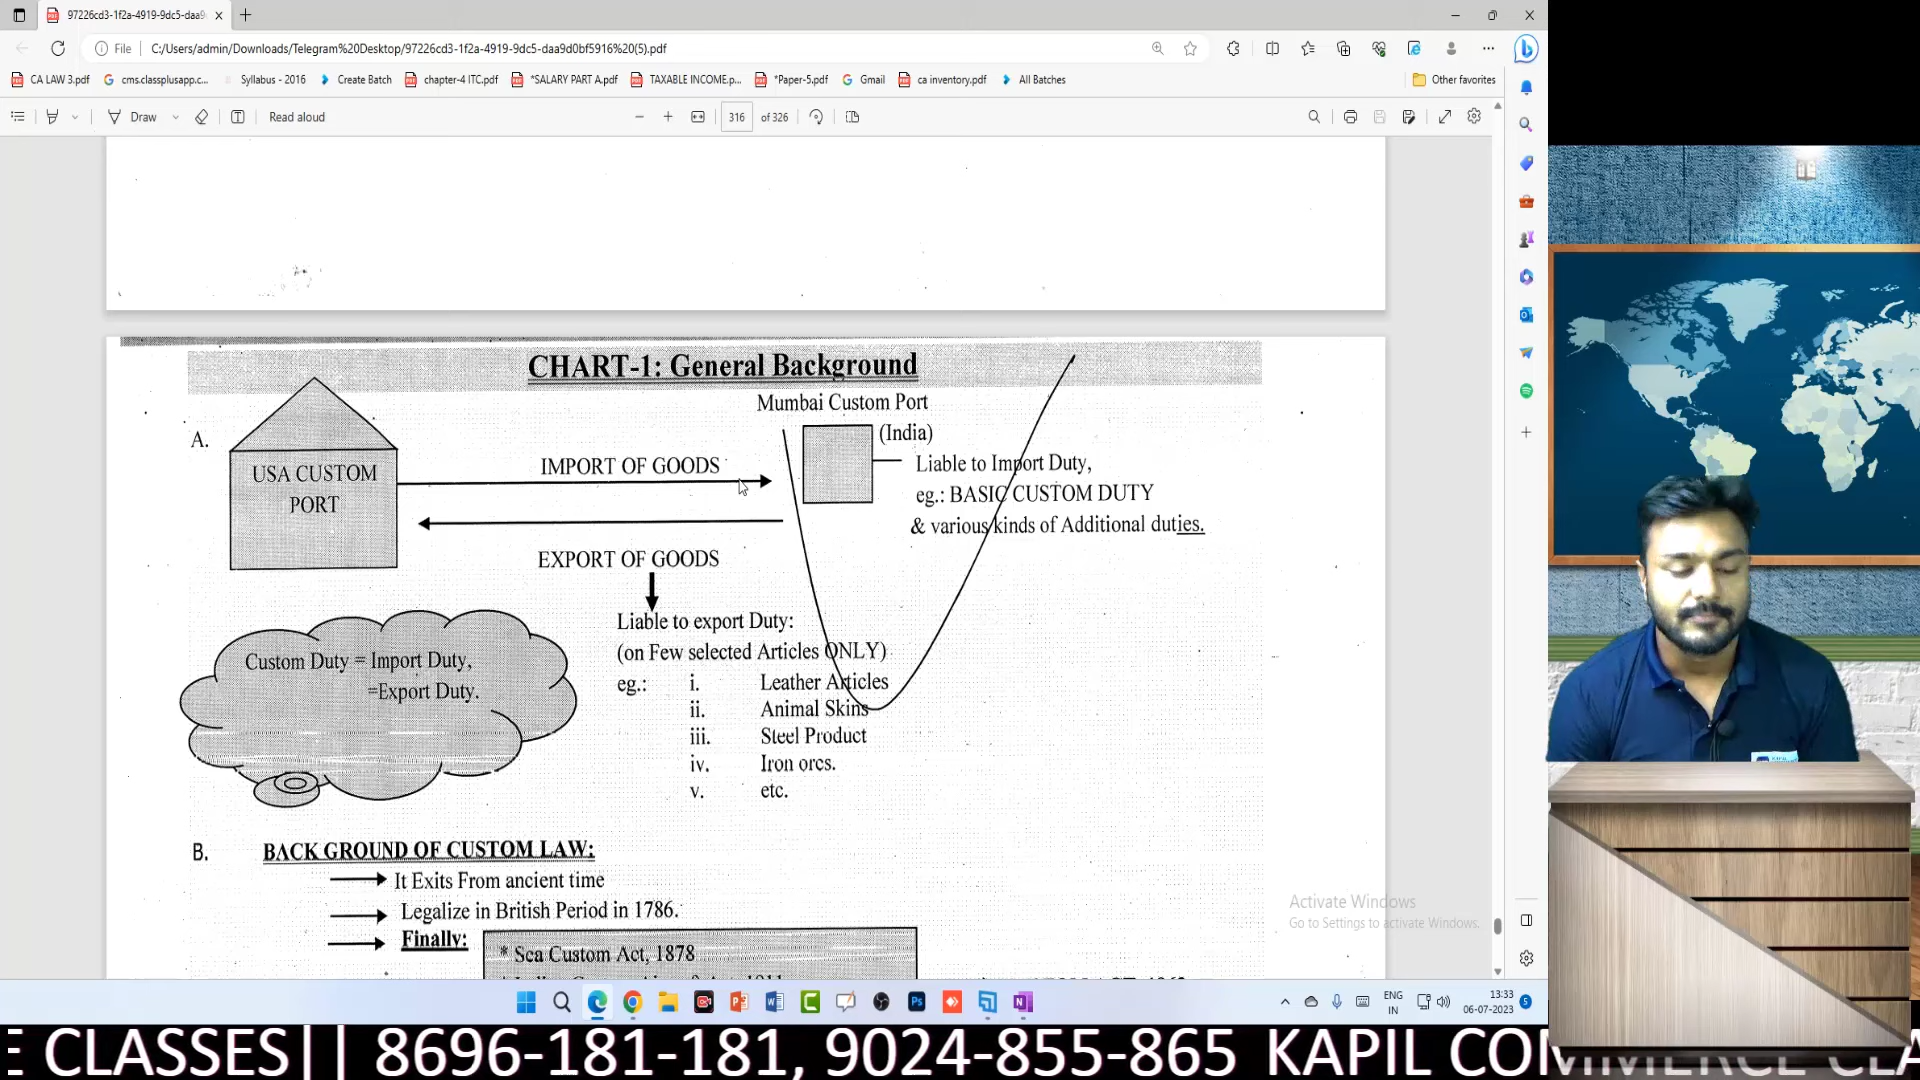 97226cd3-1f2a-4919-9dc5-daa9
File
C:/Users/admin/Downloads/Telegram%20Desktop/97226cd3-1f2a-4919-9dc5-daa9d0bf5916%20(5).pdf
CA LAW 3.pdf
cms.classplusapp.c...
Syllabus - 2016
Create Batch
chapter-4 ITC.pdf
*SALARY PART A.pdf
TAXABLE INCOME.p...
*Paper-5.pdf
Gmail
ca inventory.pdf
All Batches
Other favorites
Draw
Read aloud
316 of 326
CHART-1: General Background
Mumbai Custom Port
(India)
A.
USA CUSTOM
PORT
IMPORT OF GOODS
Liable to Import Duty,
eg.: BASIC CUSTOM DUTY
& various kinds of Additional duties.
EXPORT OF GOODS
Liable to export Duty:
(on Few selected Articles ONLY)
eg.: i. Leather Articles
ii. Animal Skins
iii. Steel Product
iv. Iron orcs.
v. etc.
Custom Duty = Import Duty,
=Export Duty.
B. BACK GROUND OF CUSTOM LAW:
It Exits From ancient time
Legalize in British Period in 1786.
Finally:
* Sca Custom Act, 1878
Activate Windows
Go to Settings to activate Windows.
ENG
IN
13:33
06-07-2023
5
E CLASSES|| 8696-181-181, 9024-855-865 KAPIL COMMERCE CLA